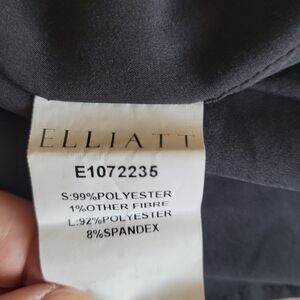 ELLIATT
E1072235
S:99%POLYESTER
1%OTHER FIBRE
L:92%POLYESTER
8%SPANDEX